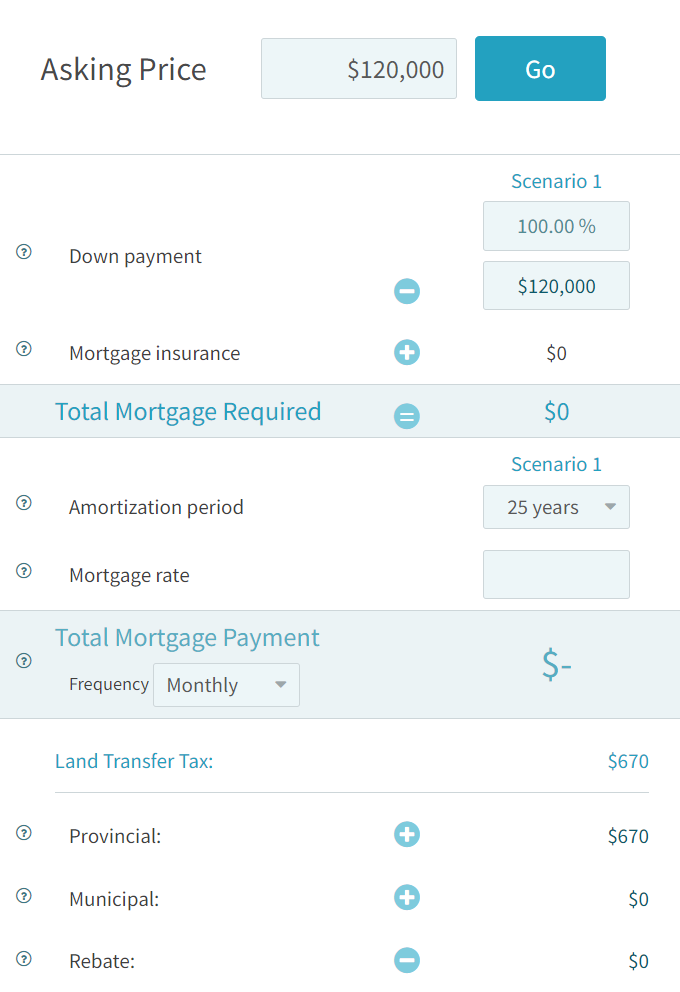 Asking Price $120,000 Go
Scenario 1
100.00 %
Down payment
$120,000
Mortgage insurance $0
Total Mortgage Required $0
Scenario 1
Amortization period 25 years
Mortgage rate
Total Mortgage Payment
$-
Frequency Monthly
Land Transfer Tax: $670
Provincial: $670
Municipal: $0
Rebate: $0